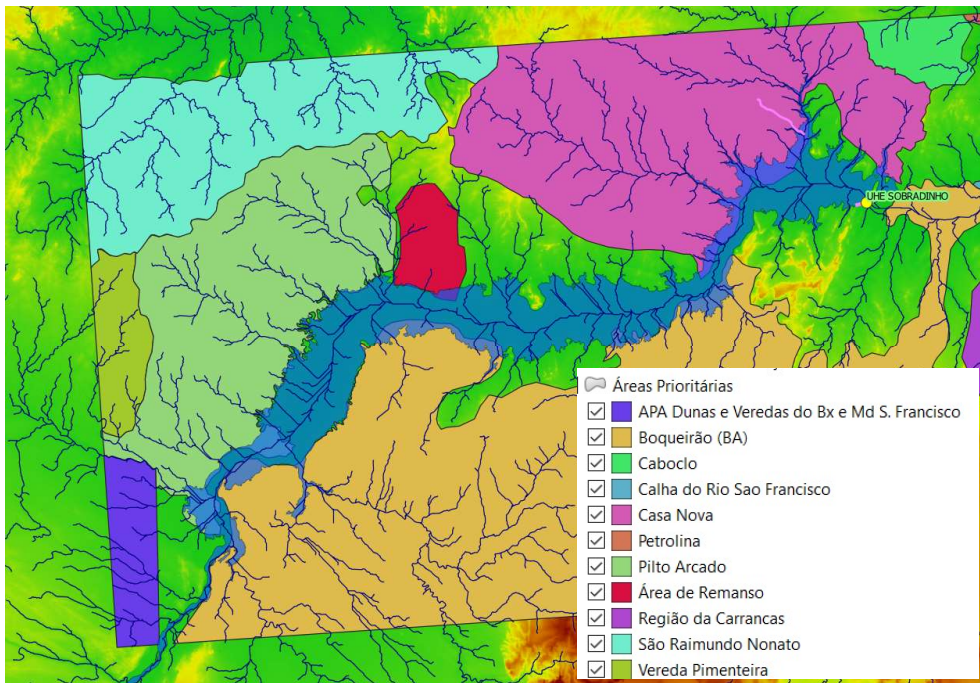 UHE SOBRADINHO
Áreas Prioritárias
APA Dunas e Veredas do Bx e Md S. Francisco
Boqueirão (BA)
Caboclo
Calha do Rio Sao Francisco
Casa Nova
Petrolina
Pilto Arcado
Área de Remanso
Região da Carrancas
São Raimundo Nonato
Vereda Pimenteira